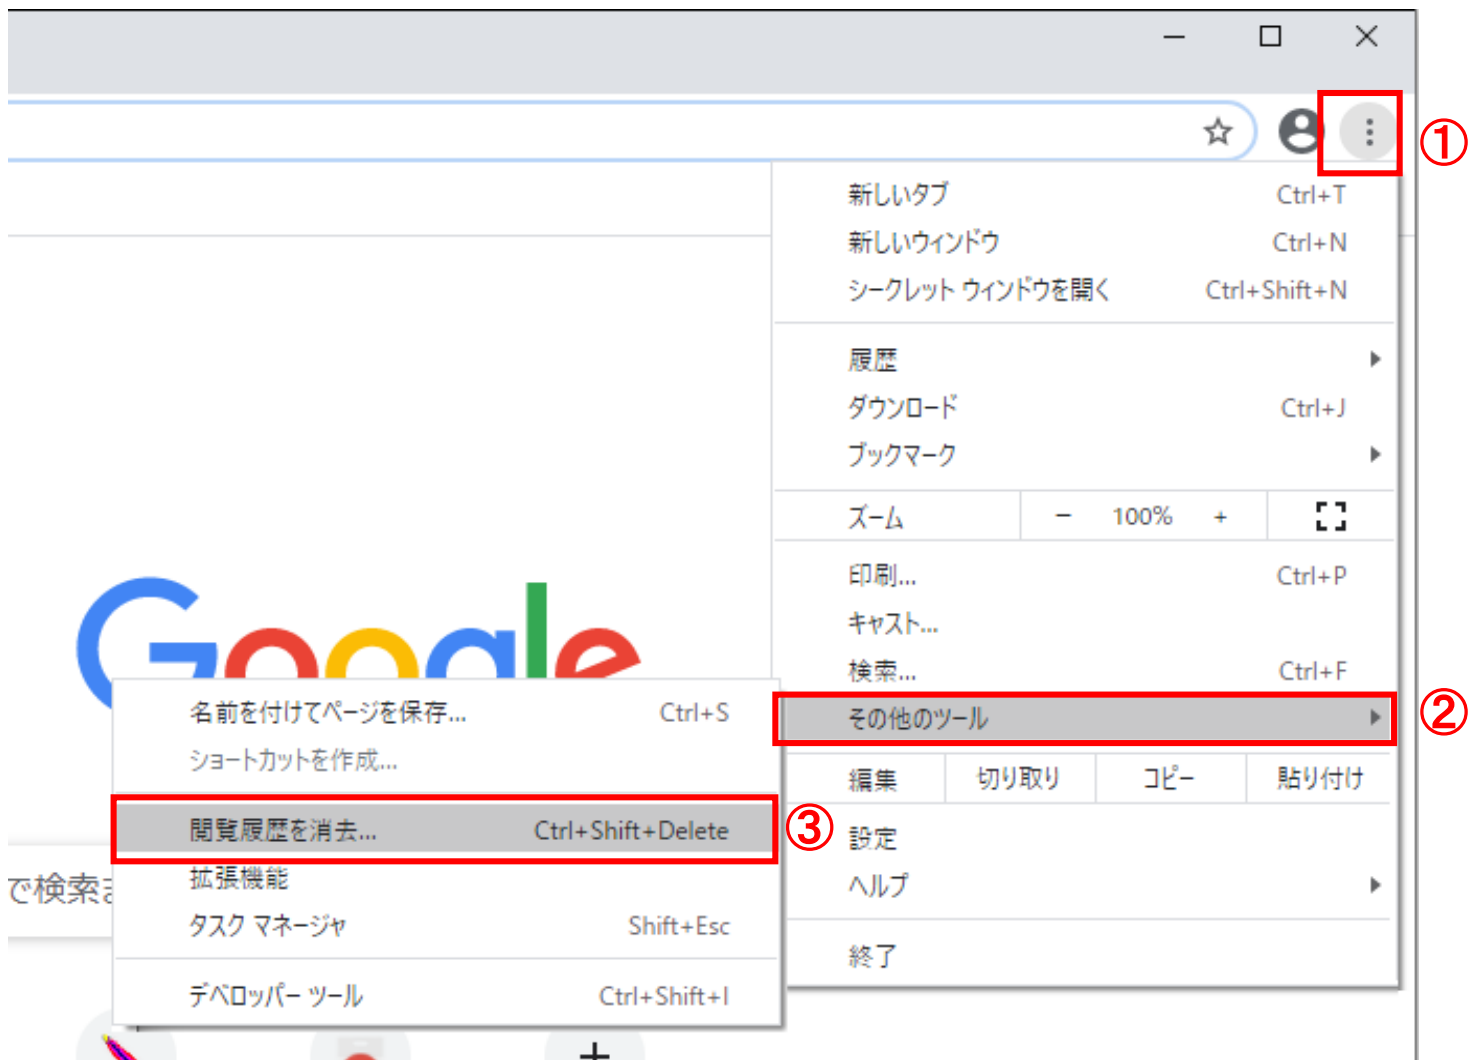 ①
新しいタブ Ctrl+T
新しいウィンドウ Ctrl+N
シークレット ウィンドウを開く Ctrl+Shift+N
履歴
ダウンロード Ctrl+J
ブックマーク
ズーム − 100% +
印刷... Ctrl+P
キャスト...
検索... Ctrl+F
その他のツール
②
編集 切り取り コピー 貼り付け
設定
ヘルプ
終了
Google
名前を付けてページを保存... Ctrl+S
ショートカットを作成...
閲覧履歴を消去... Ctrl+Shift+Delete
③
拡張機能
タスク マネージャ Shift+Esc
デベロッパー ツール Ctrl+Shift+I
で検索